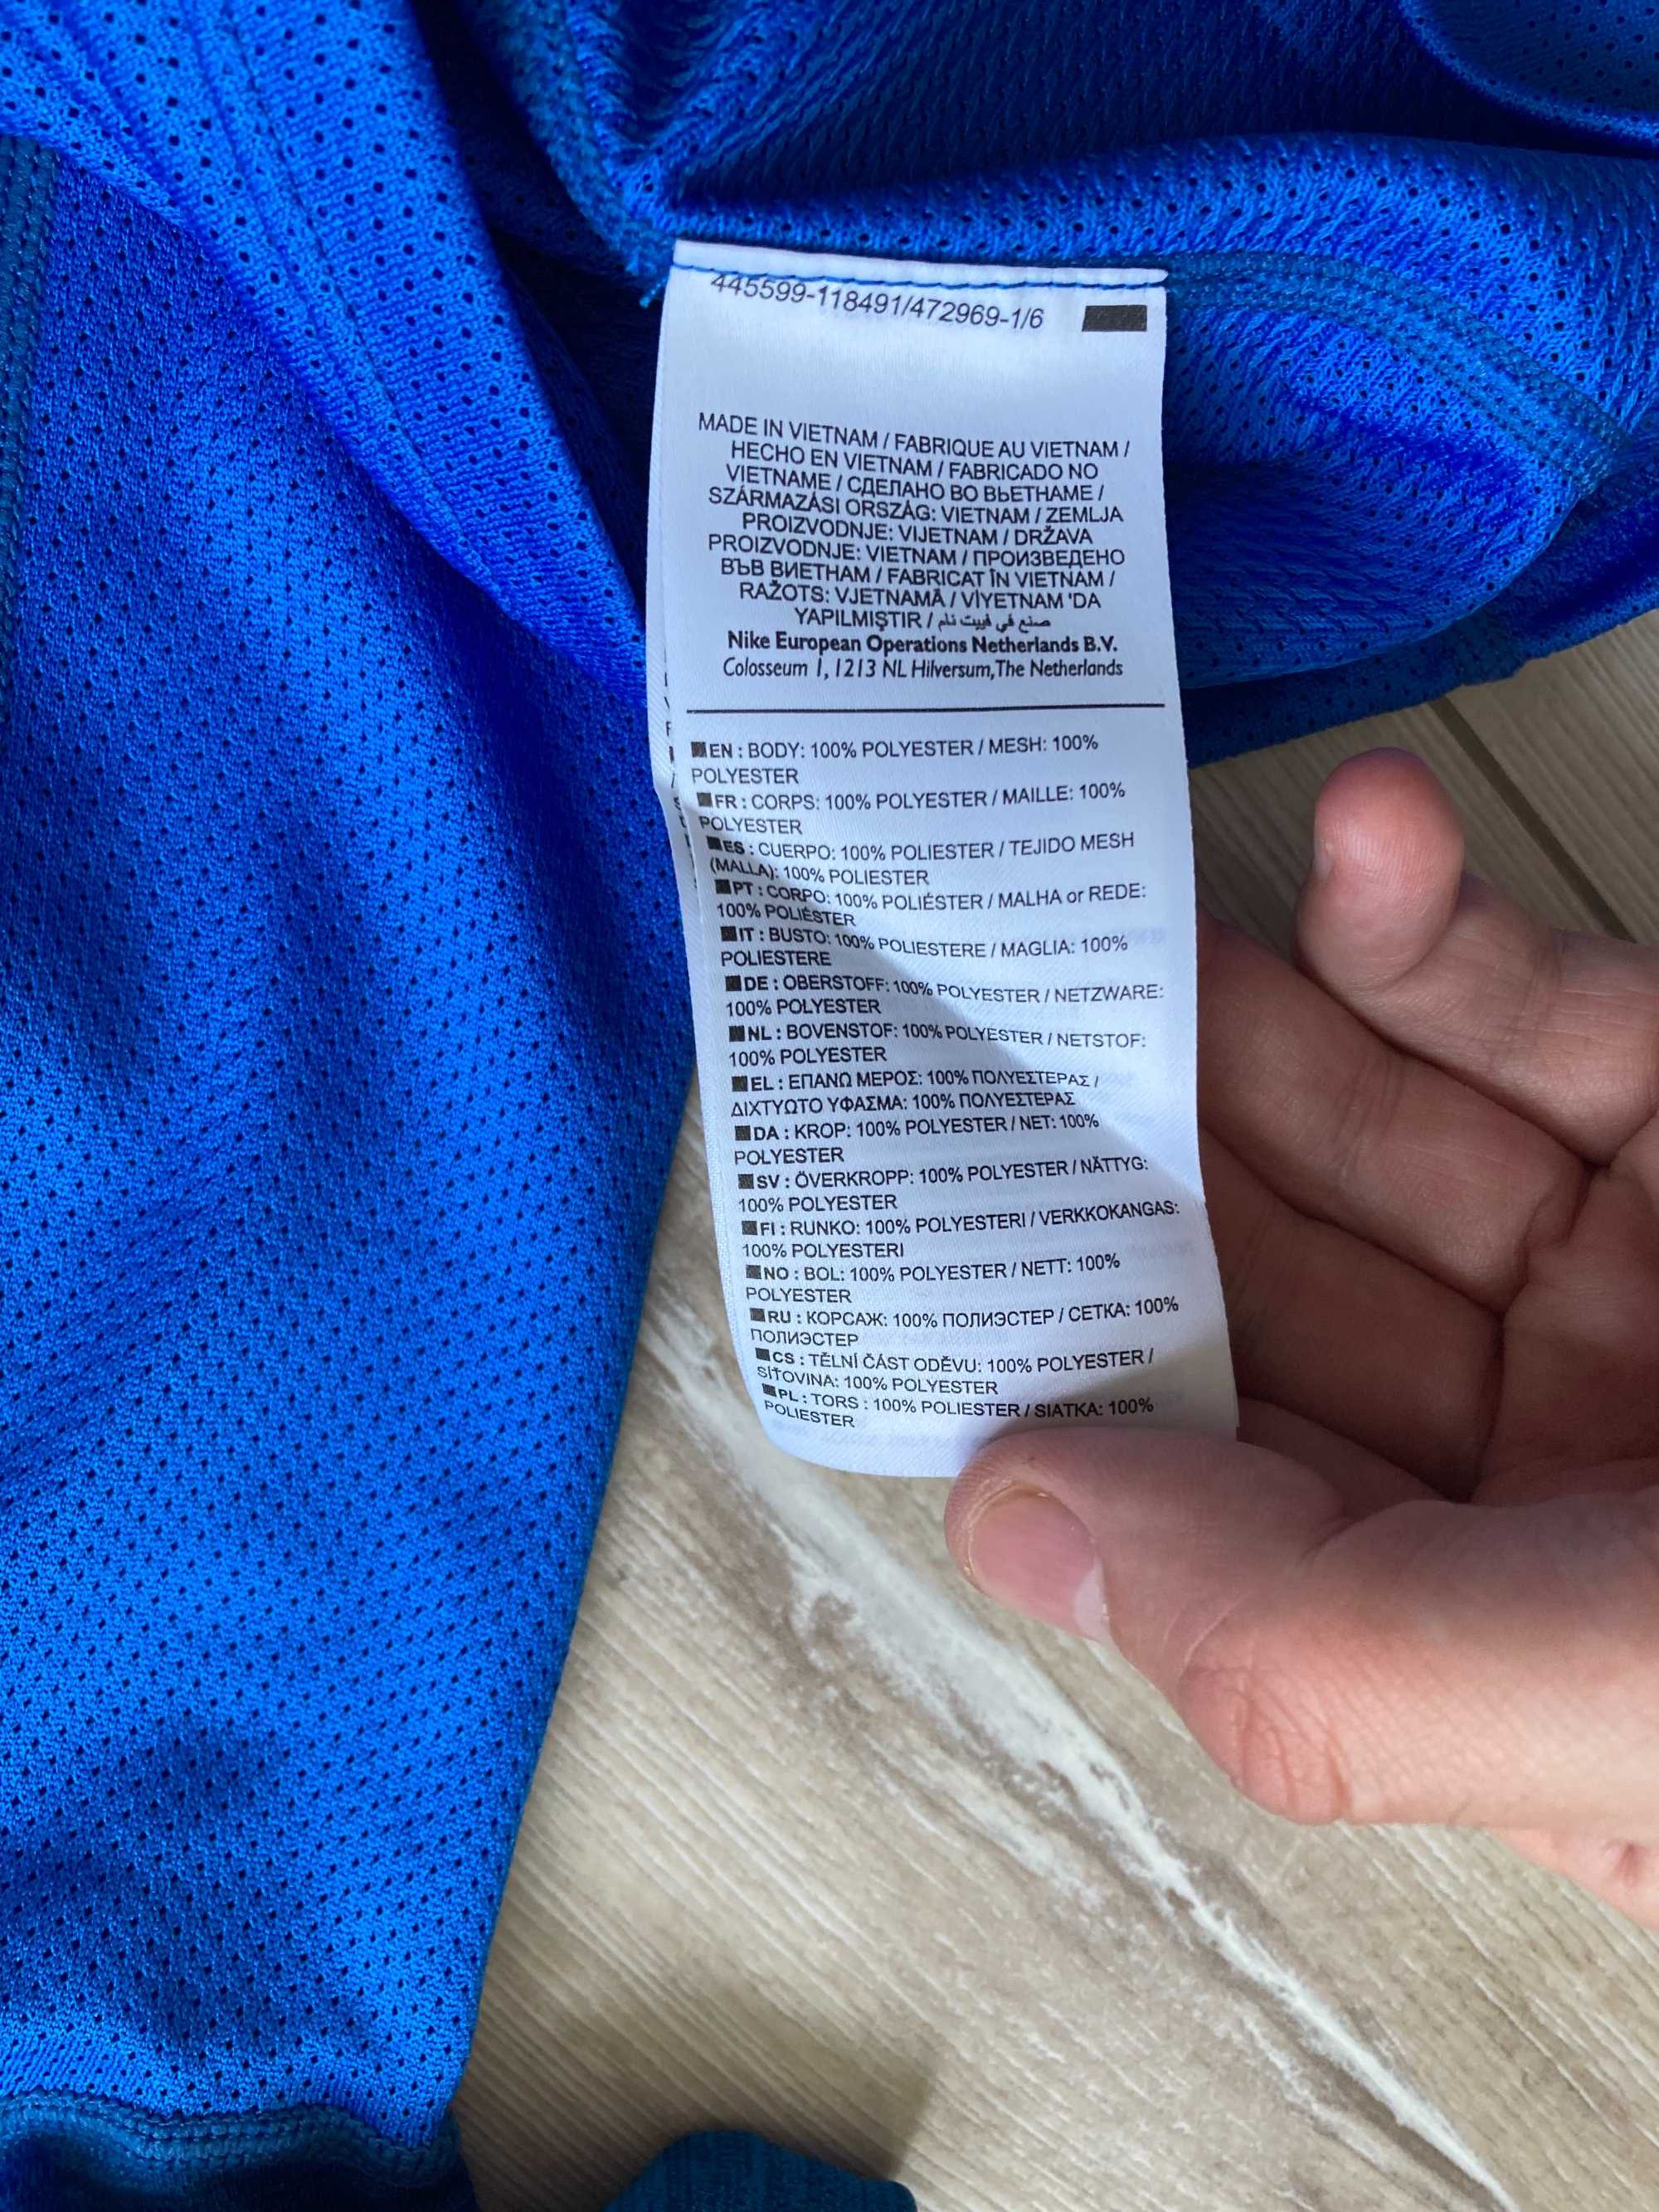 445599-118491/472969-1/6
MADE IN VIETNAM / FABRIQUE AU VIETNAM /
HECHO EN VIETNAM / FABRICADO NO
VIETNAME / СДЕЛАНО ВО ВЬЕТНАМЕ /
SZÁRMAZÁSI ORSZÁG: VIETNAM / ZEMLJA
PROIZVODNJE: VIJETNAM / DRŽAVA
PROIZVODNJE: VIETNAM / ПРОИЗВЕДЕНО
ВЪВ ВИЕТНАМ / FABRICAT ÎN VIETNAM /
RAŽOTS: VJETNAMĀ / VİYETNAM 'DA
YAPILMIŞTIR / صنع في فييت نام
Nike European Operations Netherlands B.V.
Colosseum 1, 1213 NL Hilversum, The Netherlands
EN : BODY: 100% POLYESTER / MESH: 100%
POLYESTER
FR : CORPS: 100% POLYESTER / MAILLE: 100%
POLYESTER
ES : CUERPO: 100% POLIESTER / TEJIDO MESH
(MALLA): 100% POLIESTER
PT : CORPO: 100% POLIÉSTER / MALHA or REDE:
100% POLIÉSTER
IT : BUSTO: 100% POLIESTERE / MAGLIA: 100%
POLIESTERE
DE : OBERSTOFF: 100% POLYESTER / NETZWARE:
100% POLYESTER
NL : BOVENSTOF: 100% POLYESTER / NETSTOF:
100% POLYESTER
EL : ΕΠΑΝΩ ΜΕΡΟΣ: 100% ΠΟΛΥΕΣΤΕΡΑΣ /
ΔΙΧΤΥΩΤΟ ΥΦΑΣΜΑ: 100% ΠΟΛΥΕΣΤΕΡΑΣ
DA : KROP: 100% POLYESTER / NET: 100%
POLYESTER
SV : ÖVERKROPP: 100% POLYESTER / NÄTTYG:
100% POLYESTER
FI : RUNKO: 100% POLYESTERI / VERKKOKANGAS:
100% POLYESTERI
NO : BOL: 100% POLYESTER / NETT: 100%
POLYESTER
RU : КОРСАЖ: 100% ПОЛИЭСТЕР / СЕТКА: 100%
ПОЛИЭСТЕР
CS : TĚLNÍ ČÁST ODĚVU: 100% POLYESTER /
SÍŤOVINA: 100% POLYESTER
PL : TORS : 100% POLIESTER / SIATKA: 100%
POLIESTER